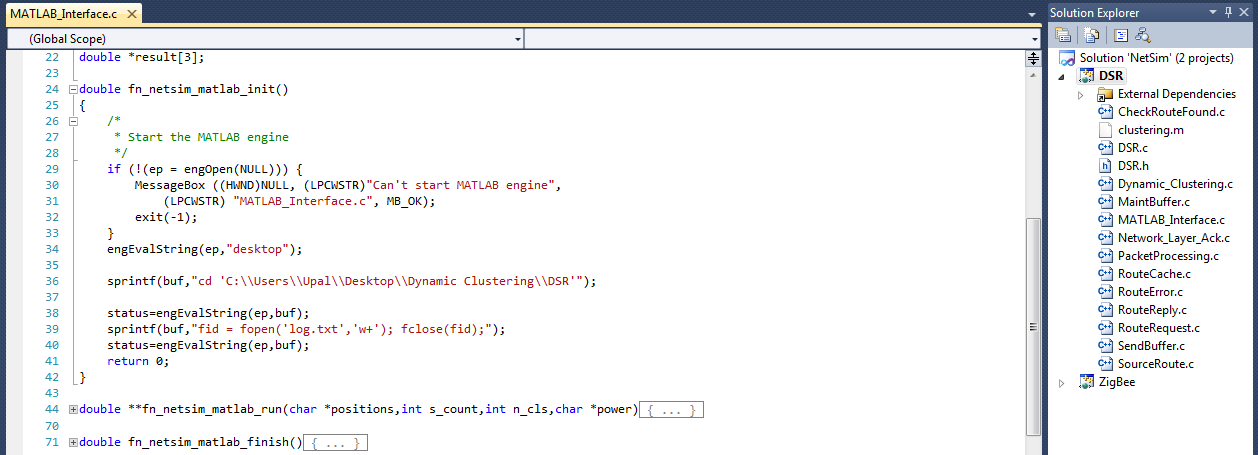 MATLAB_Interface.c
(Global Scope)
22 double *result[3];
23
24 double fn_netsim_matlab_init()
25 {
26 /*
27 * Start the MATLAB engine
28 */
29 if (!(ep = engOpen(NULL))) {
30 MessageBox ((HWND)NULL, (LPCWSTR)"Can't start MATLAB engine",
31 (LPCWSTR) "MATLAB_Interface.c", MB_OK);
32 exit(-1);
33 }
34 engEvalString(ep,"desktop");
35
36 sprintf(buf,"cd 'C:\\Users\\Upal\\Desktop\\Dynamic Clustering\\DSR'");
37
38 status=engEvalString(ep,buf);
39 sprintf(buf,"fid = fopen('log.txt','w+'); fclose(fid);");
40 status=engEvalString(ep,buf);
41 return 0;
42 }
43
44 double **fn_netsim_matlab_run(char *positions,int s_count,int n_cls,char *power){ ... }
70
71 double fn_netsim_matlab_finish(){ ... }
Solution Explorer
Solution 'NetSim' (2 projects)
DSR
External Dependencies
CheckRouteFound.c
clustering.m
DSR.c
DSR.h
Dynamic_Clustering.c
MaintBuffer.c
MATLAB_Interface.c
Network_Layer_Ack.c
PacketProcessing.c
RouteCache.c
RouteError.c
RouteReply.c
RouteRequest.c
SendBuffer.c
SourceRoute.c
ZigBee